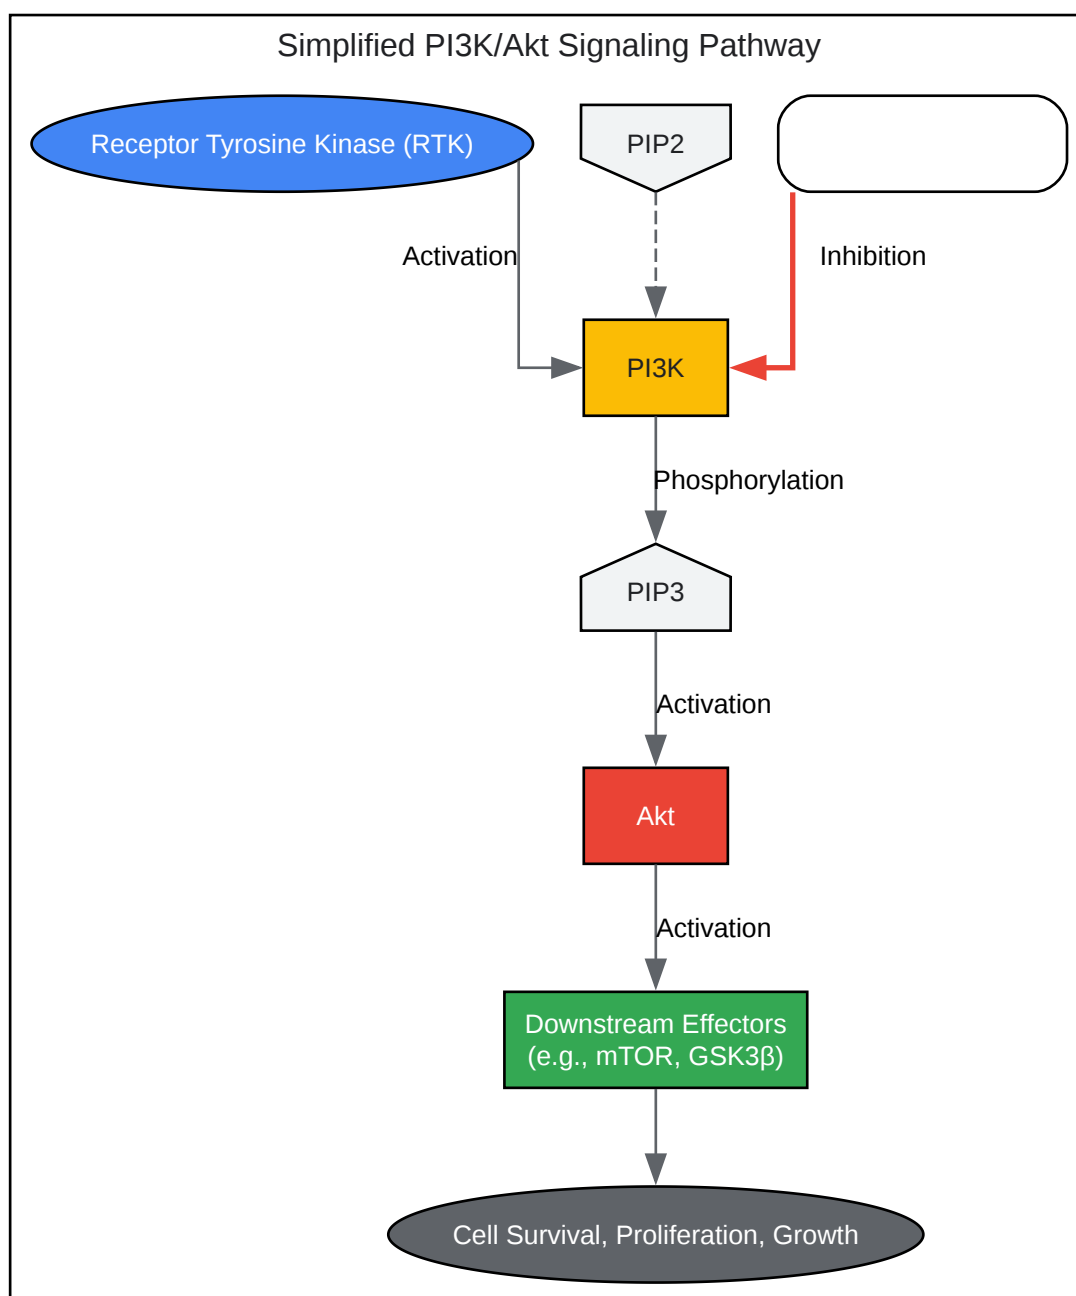 Simplified PI3K/Akt Signaling Pathway
Receptor Tyrosine Kinase (RTK)
PIP2
Activation
Inhibition
PI3K
Phosphorylation
PIP3
Activation
Akt
Activation
Downstream Effectors
(e.g., mTOR, GSK3β)
Cell Survival, Proliferation, Growth